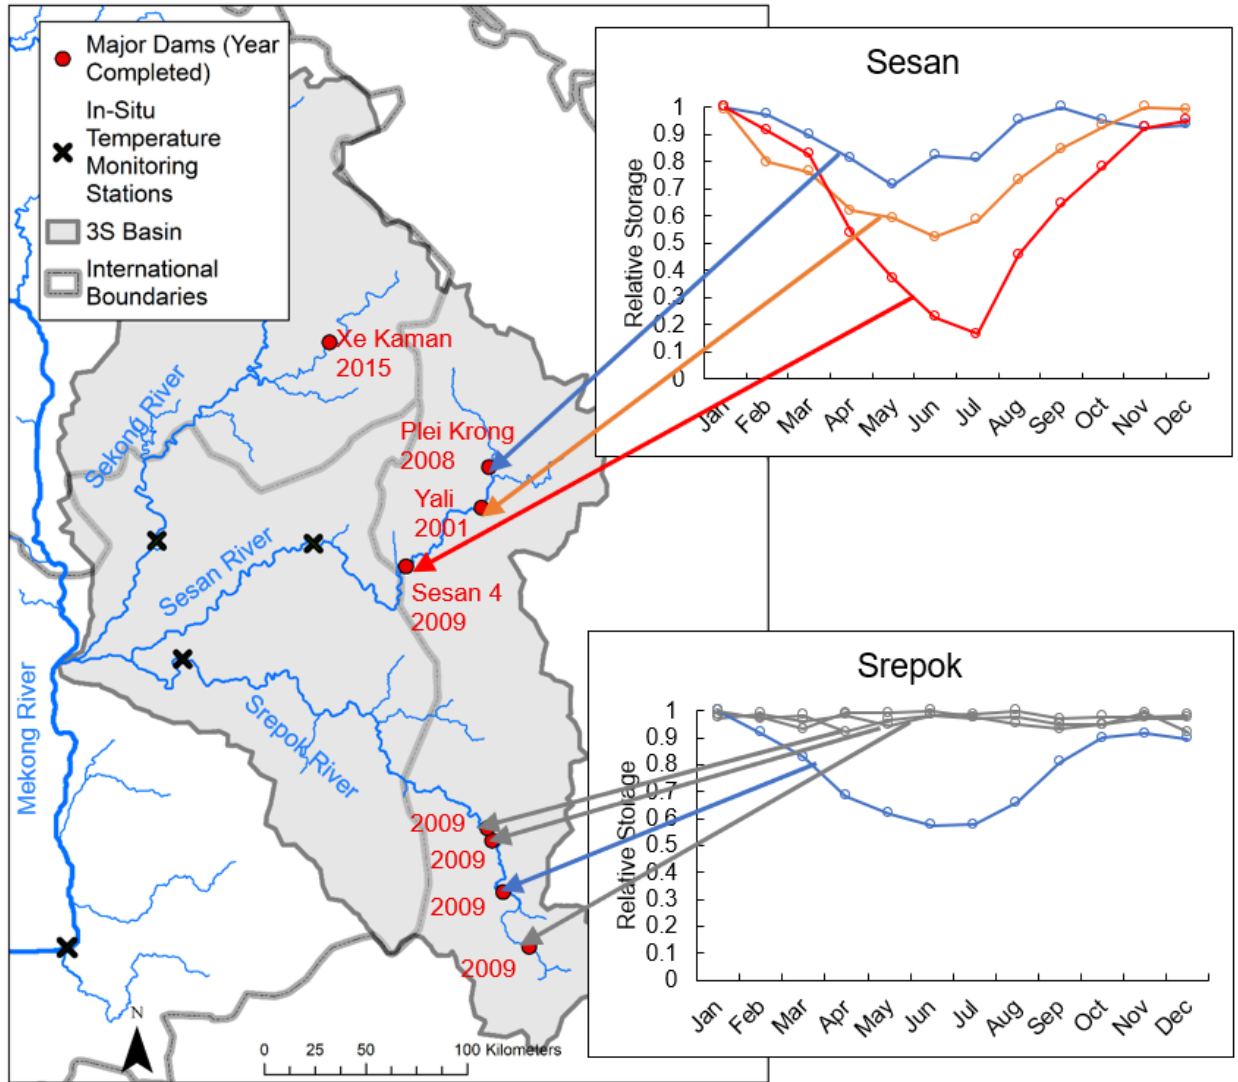 Major Dams (Year
Completed)
In-Situ
Temperature
Monitoring
Stations
3S Basin
International
Boundaries
Xe Kaman
2015
Sekong River
Plei Krong
2008
Yali
2001
Sesan River
Sesan 4
2009
Mekong River
Srepok River
2009
2009
2009
2009
N
0 25 50 100 Kilometers
Sesan
Relative Storage
1
0.9
0.8
0.7
0.6
0.5
0.4
0.3
0.2
0.1
0
Jan Feb Mar Apr May Jun Jul Aug Sep Oct Nov Dec
Srepok
Relative Storage
1
0.9
0.8
0.7
0.6
0.5
0.4
0.3
0.2
0.1
0
Jan Feb Mar Apr May Jun Jul Aug Sep Oct Nov Dec